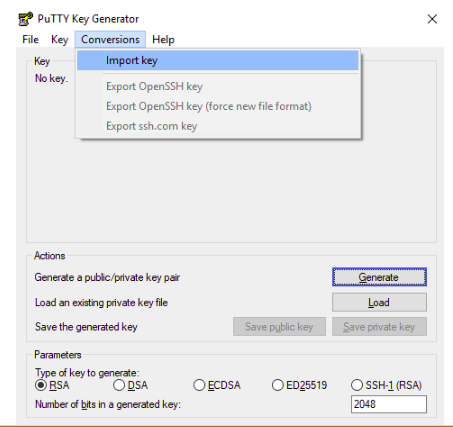 PuTTY Key Generator
File Key Conversions Help
Key
Import key
No key.
Export OpenSSH key
Export OpenSSH key (force new file format)
Export ssh.com key
Actions
Generate a public/private key pair
Generate
Load an existing private key file
Load
Save the generated key
Save public key
Save private key
Parameters
Type of key to generate:
RSA DSA ECDSA ED25519 SSH-1 (RSA)
Number of bits in a generated key:
2048